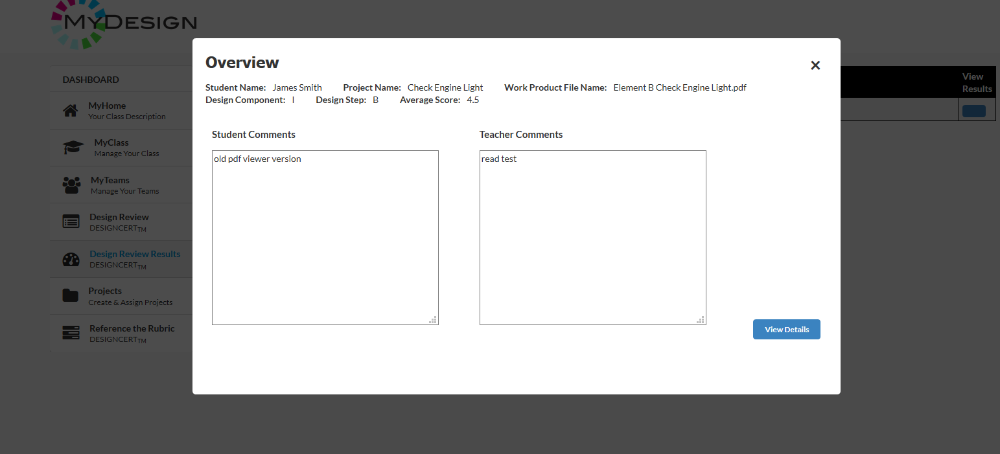 MYDESIGN
Overview
×
Student Name: James Smith Project Name: Check Engine Light Work Product File Name: Element B Check Engine Light.pdf
Design Component: I Design Step: B Average Score: 4.5
Student Comments
old pdf viewer version
Teacher Comments
read test
View Details
DASHBOARD
MyHome
Your Class Description
MyClass
Manage Your Class
MyTeams
Manage Your Teams
Design Review
DESIGNCERTTM
Design Review Results
DESIGNCERTTM
Projects
Create & Assign Projects
Reference the Rubric
DESIGNCERTTM
View
Results